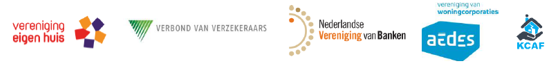 vereniging
eigen huis
VERBOND VAN VERZEKERAARS
Nederlandse
Vereniging van Banken
vereniging van
woningcorporaties
aedes
KCAF